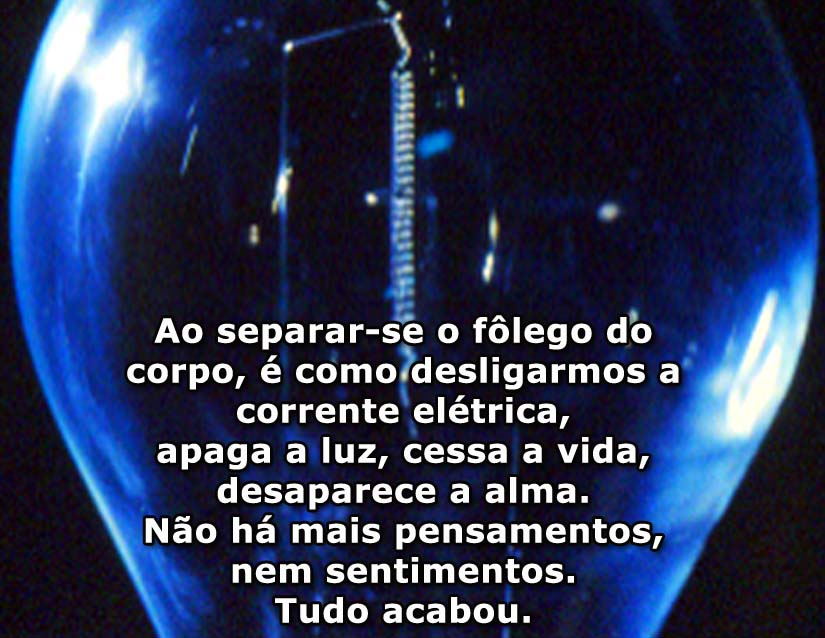 Ao separar-se o fôlego do
corpo, é como desligarmos a
corrente elétrica,
apaga a luz, cessa a vida,
desaparece a alma.
Não há mais pensamentos,
nem sentimentos.
Tudo acabou.